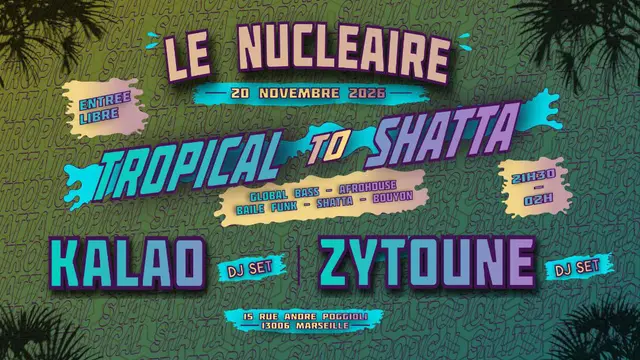 LE NUCLEAIRE
20 NOVEMBRE 2026
ENTREE
LIBRE
TROPICAL TO SHATTA
GLOBAL BASS - AFROHOUSE
BAILE FUNK - SHATTA - BOUYON
21H30
-
02H
KALAO DJ SET | ZYTOUNE DJ SET
15 RUE ANDRE POGGIOLI
13006 MARSEILLE